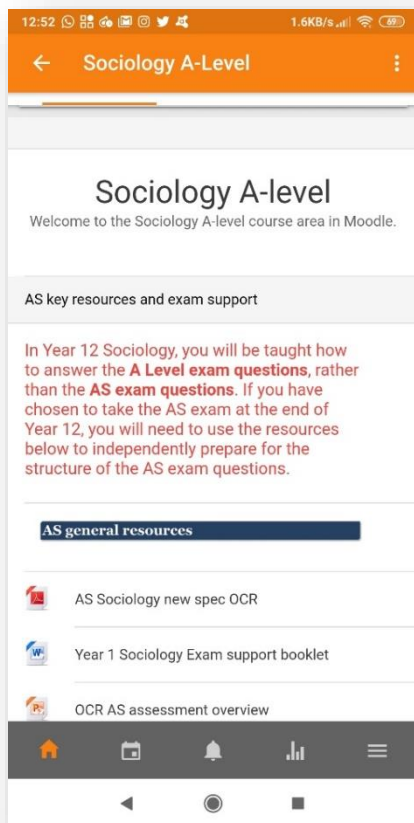 12:52 1.6KB/s 69
Sociology A-Level
Sociology A-level
Welcome to the Sociology A-level course area in Moodle.
AS key resources and exam support
In Year 12 Sociology, you will be taught how
to answer the A Level exam questions, rather
than the AS exam questions. If you have
chosen to take the AS exam at the end of
Year 12, you will need to use the resources
below to independently prepare for the
structure of the AS exam questions.
AS general resources
AS Sociology new spec OCR
Year 1 Sociology Exam support booklet
OCR AS assessment overview